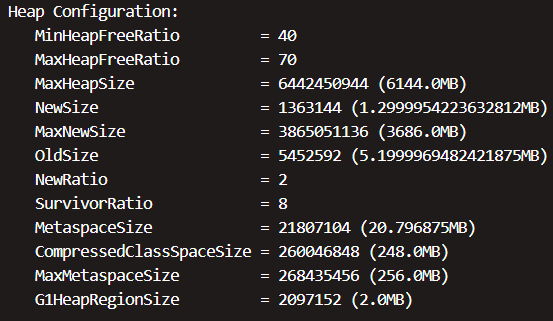 Heap Configuration:
MinHeapFreeRatio = 40
MaxHeapFreeRatio = 70
MaxHeapSize = 6442450944 (6144.0MB)
NewSize = 1363144 (1.2999954223632812MB)
MaxNewSize = 3865051136 (3686.0MB)
OldSize = 5452592 (5.1999969482421875MB)
NewRatio = 2
SurvivorRatio = 8
MetaspaceSize = 21807104 (20.796875MB)
CompressedClassSpaceSize = 260046848 (248.0MB)
MaxMetaspaceSize = 268435456 (256.0MB)
G1HeapRegionSize = 2097152 (2.0MB)